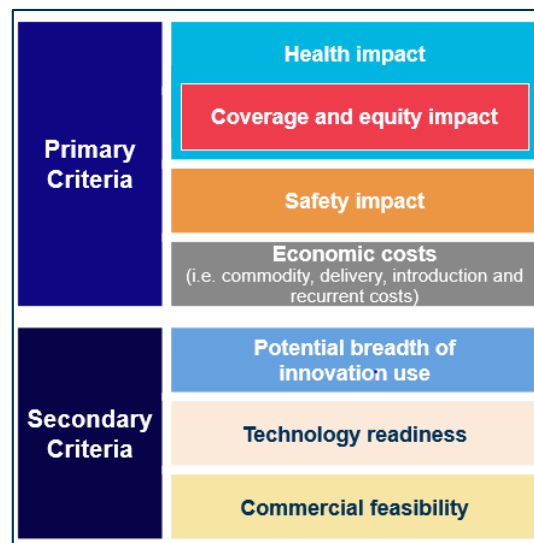 Primary
Criteria
Health impact
Coverage and equity impact
Safety impact
Economic costs
(i.e. commodity, delivery, introduction and
recurrent costs)
Secondary
Criteria
Potential breadth of
innovation use
Technology readiness
Commercial feasibility